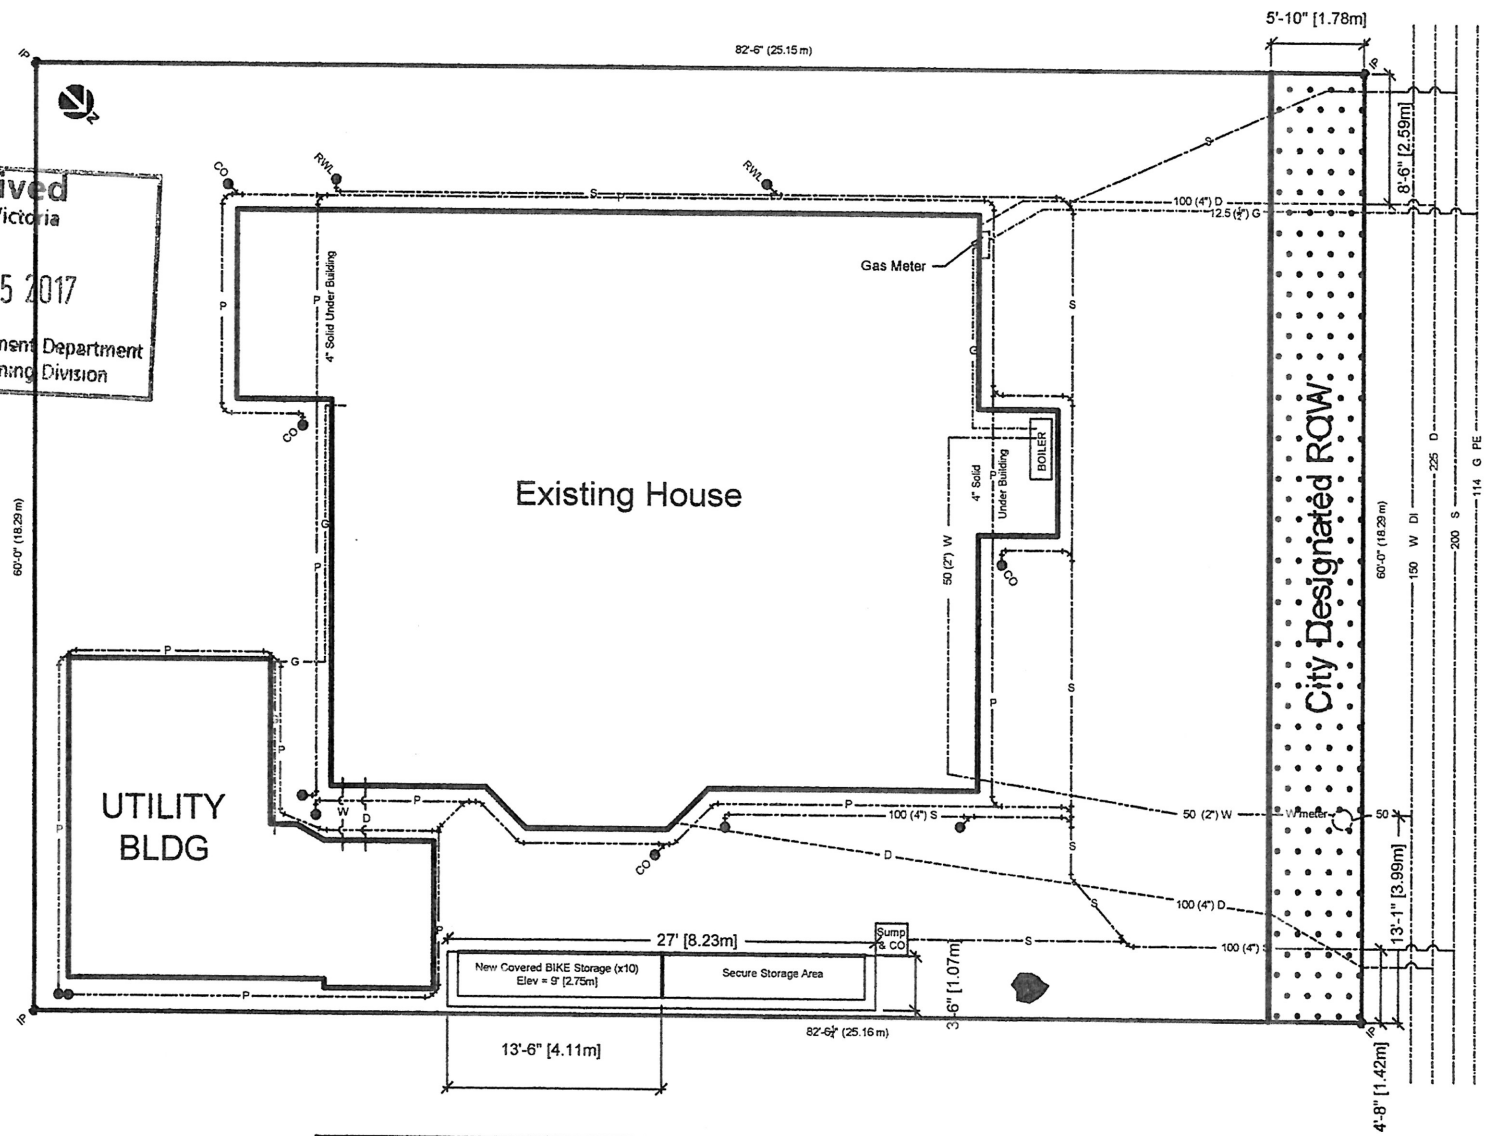 5'-10" [1.78m]
82'-6" (25.15 m)
IP
IP
N
ived
Victoria
5 2017
ment Department
ning Division
CO
RWL
RWL
S
P
S
8'-6" [2.59m]
100 (4") D
12.5 (½") G
Gas Meter
P
P
4" Solid Under Building
S
G
CO
BOILER
4" Solid
Under Building
P
Existing House
City Designated ROW
60'-0" (18.29 m)
60'-0" (18.29 m)
150 W DI
225 D
200 S
114 G PE
G
P
50 (2") W
CO
P
G
S
P
P
UTILITY
BLDG
P
W
D
P
P
100 (4") S
50 (2") W
W meter
50
S
CO
D
13'-1" [3.99m]
100 (4") D
S
P
27' [8.23m]
Sump
& CO
S
100 (4") S
New Covered BIKE Storage (x10)
Elev = 9' [2.75m]
Secure Storage Area
3'-6" [1.07m]
P
IP
82'-6¼" (25.16 m)
IP
13'-6" [4.11m]
4'-8" [1.42m]